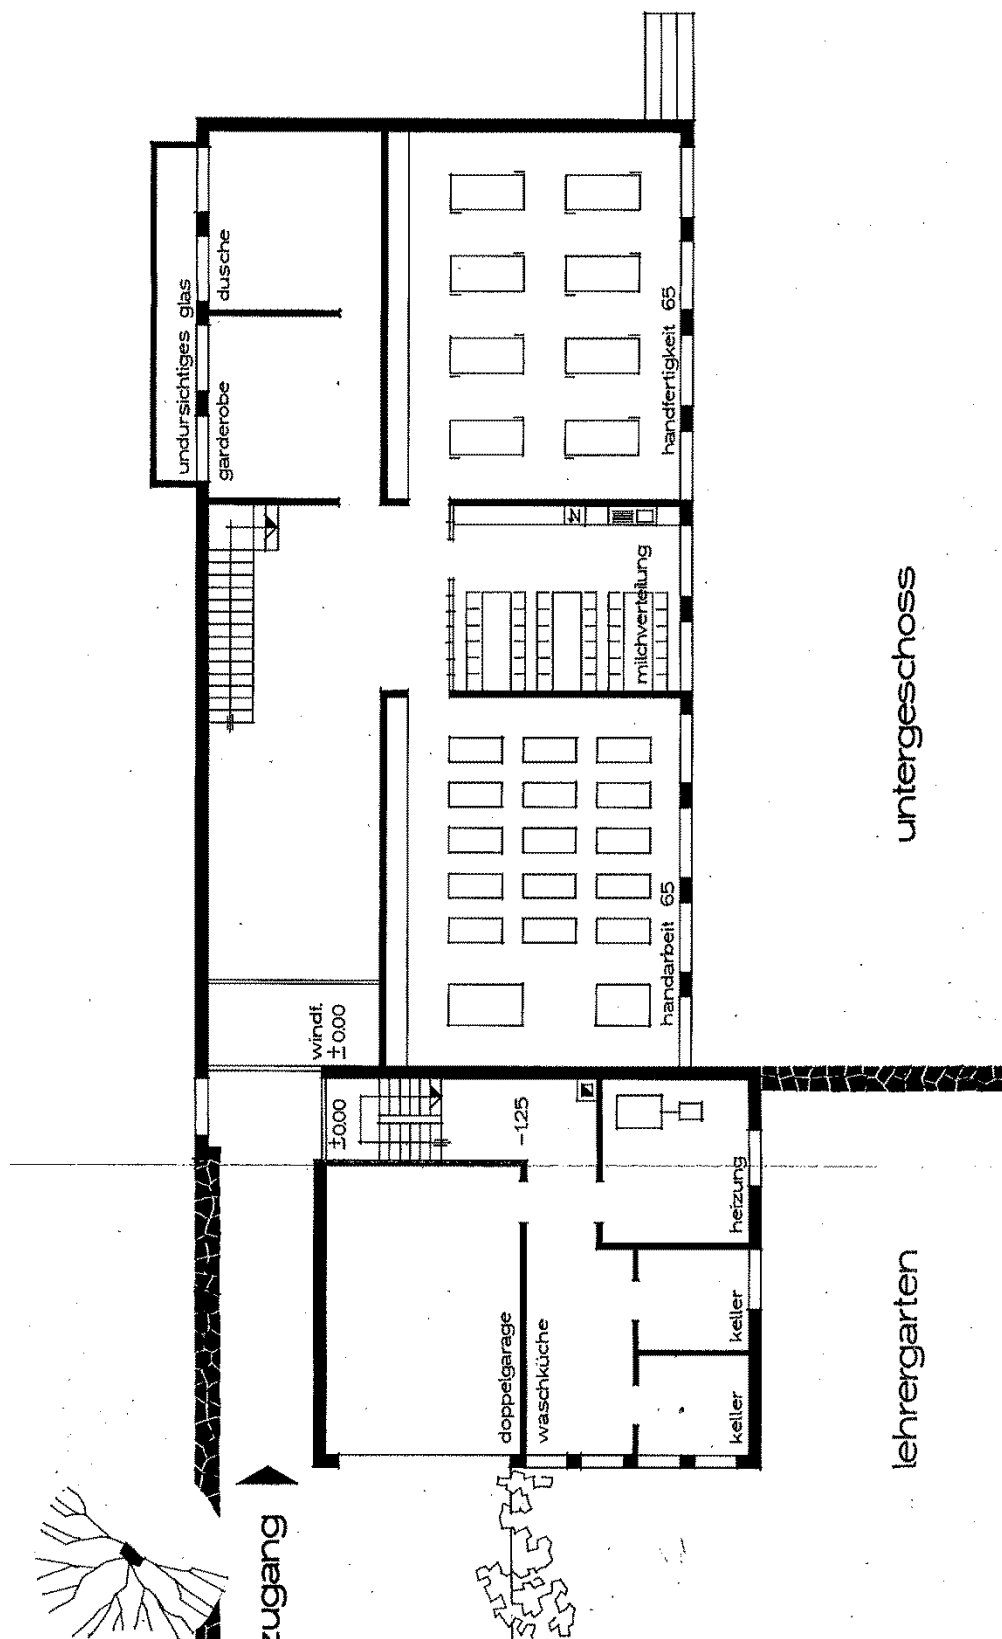 undursichtiges glas
dusche
garderobe
handfertigkeit 65
milchverteilung
handarbeit 65
windf.
±0.00
±0.00
-1.25
heizung
keller
keller
doppelgarage
waschküche
untergeschoss
lehrergarten
zugang